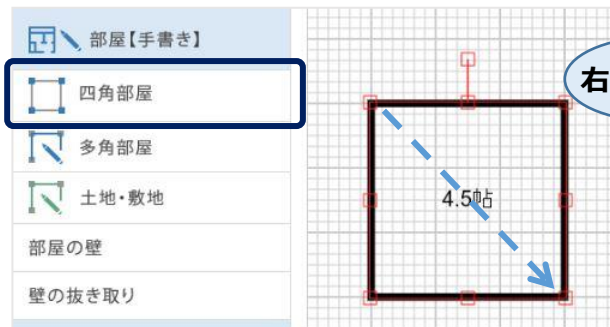 部屋【手書き】
四角部屋
多角部屋
土地・敷地
部屋の壁
壁の抜き取り
4.5帖
右